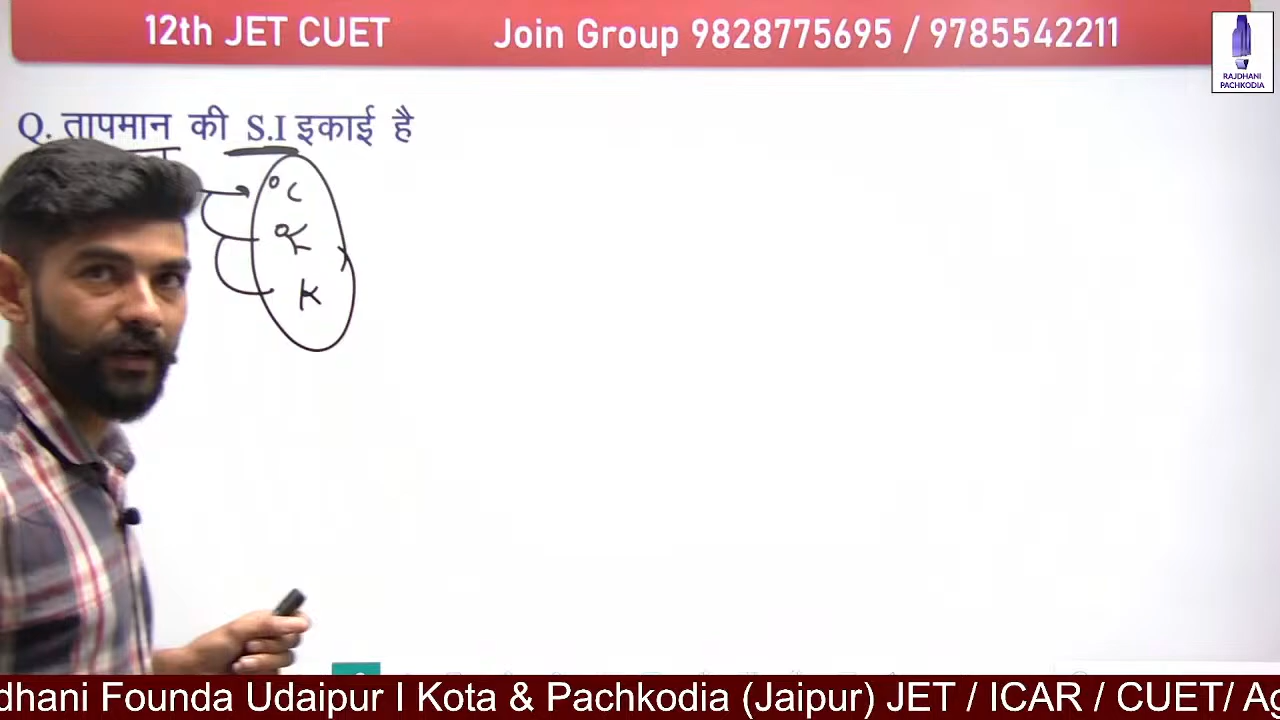 12th JET CUET Join Group 9828775695 / 9785542211
RAJDHANI
PACHKODIA
Q. तापमान की S.I इकाई है
°C
°K
K
dhani Founda Udaipur I Kota & Pachkodia (Jaipur) JET / ICAR / CUET/ Ag